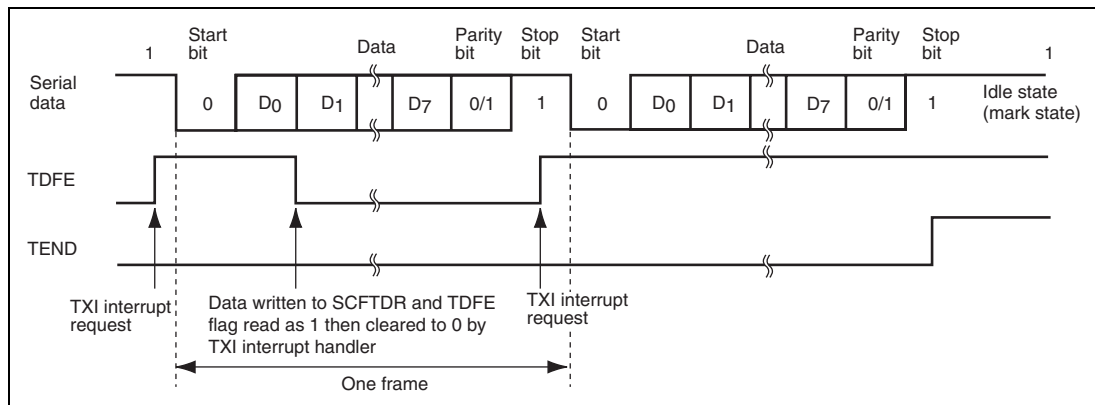 1
Start
bit
Data
Parity
bit
Stop
bit
Start
bit
Data
Parity
bit
Stop
bit
1
Serial
data
0
D0
D1
D7
0/1
1
0
D0
D1
D7
0/1
1
Idle state
(mark state)
TDFE
TEND
TXI interrupt
request
Data written to SCFTDR and TDFE
flag read as 1 then cleared to 0 by
TXI interrupt handler
TXI interrupt
request
One frame